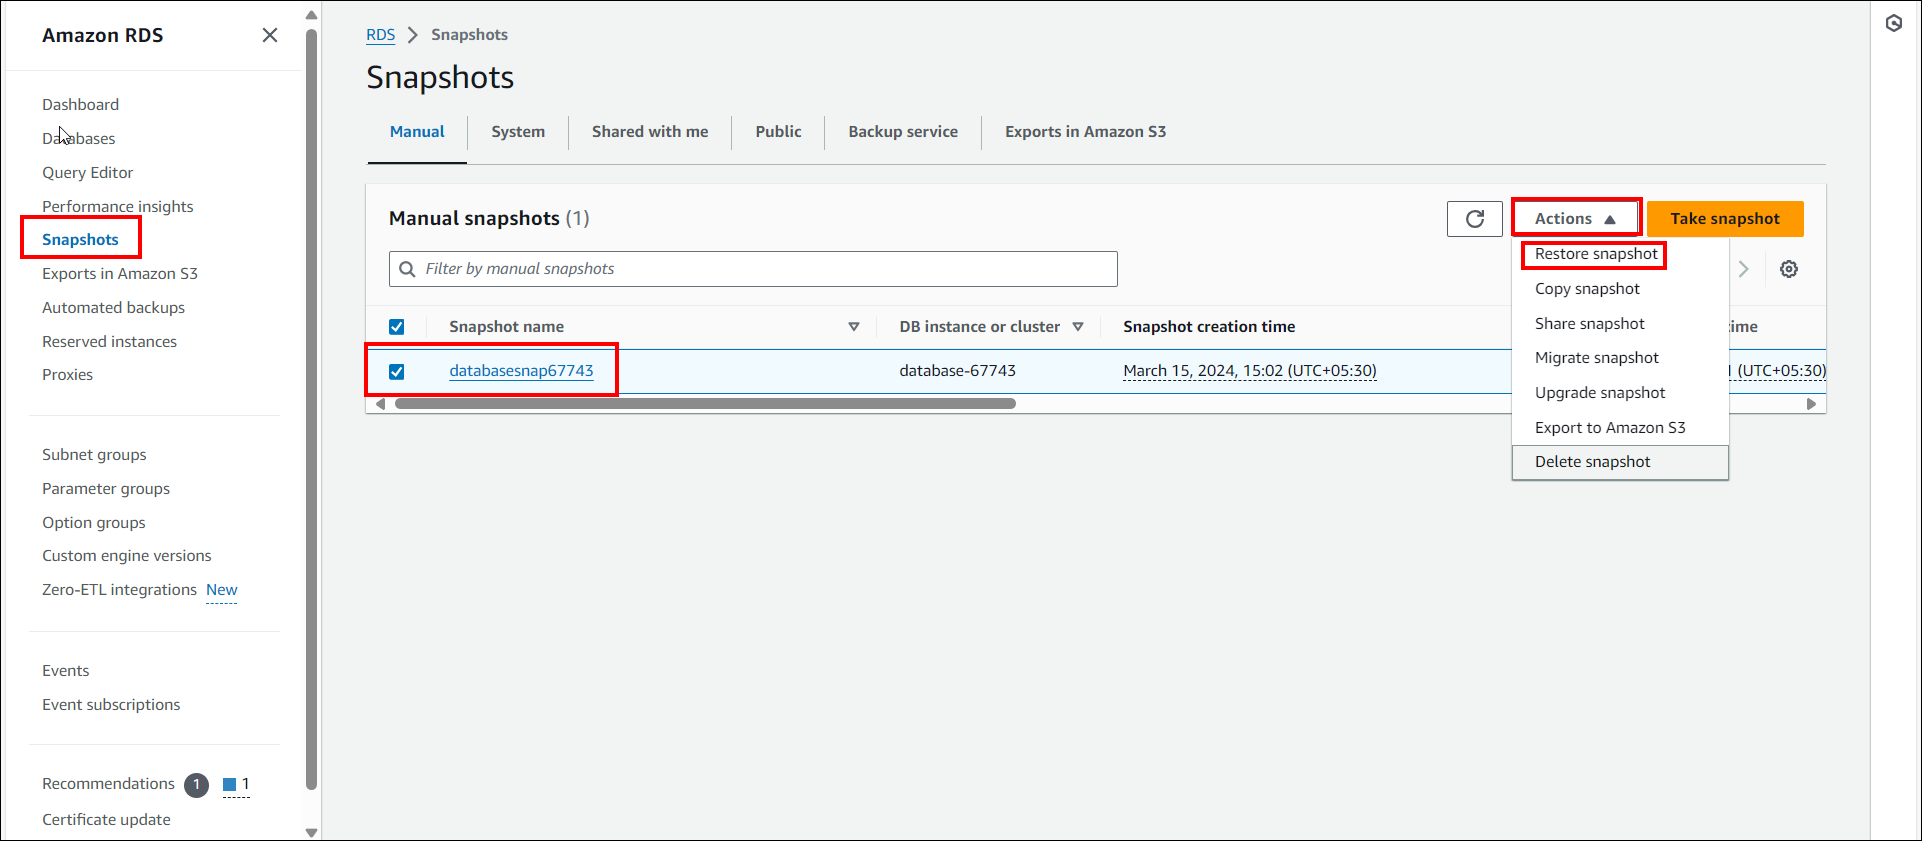 Amazon RDS
Dashboard
Databases
Query Editor
Performance insights
Snapshots
Exports in Amazon S3
Automated backups
Reserved instances
Proxies
Subnet groups
Parameter groups
Option groups
Custom engine versions
Zero-ETL integrations New
Events
Event subscriptions
Recommendations 1 1
Certificate update
RDS Snapshots
Snapshots
Manual System Shared with me Public Backup service Exports in Amazon S3
Manual snapshots (1)
Actions Take snapshot
Filter by manual snapshots
Restore snapshot
Copy snapshot
Share snapshot
Migrate snapshot
Upgrade snapshot
Export to Amazon S3
Delete snapshot
Snapshot name DB instance or cluster Snapshot creation time time
databasesnap67743 database-67743 March 15, 2024, 15:02 (UTC+05:30) (UTC+05:30)